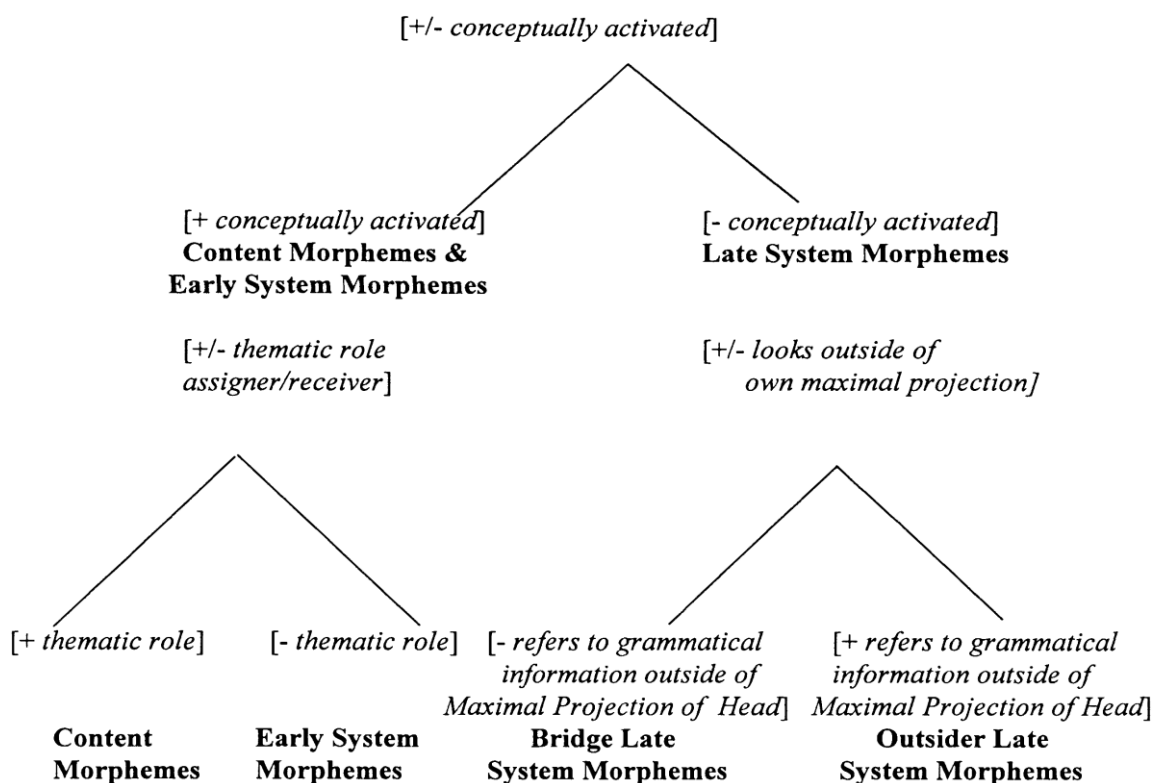 [+/- conceptually activated]
[+ conceptually activated]
Content Morphemes &
Early System Morphemes
[- conceptually activated]
Late System Morphemes
[+/- thematic role
assigner/receiver]
[+/- looks outside of
own maximal projection]
[+ thematic role]
[- thematic role]
[- refers to grammatical
information outside of
Maximal Projection of Head]
[+ refers to grammatical
information outside of
Maximal Projection of Head]
Content
Morphemes
Early System
Morphemes
Bridge Late
System Morphemes
Outsider Late
System Morphemes